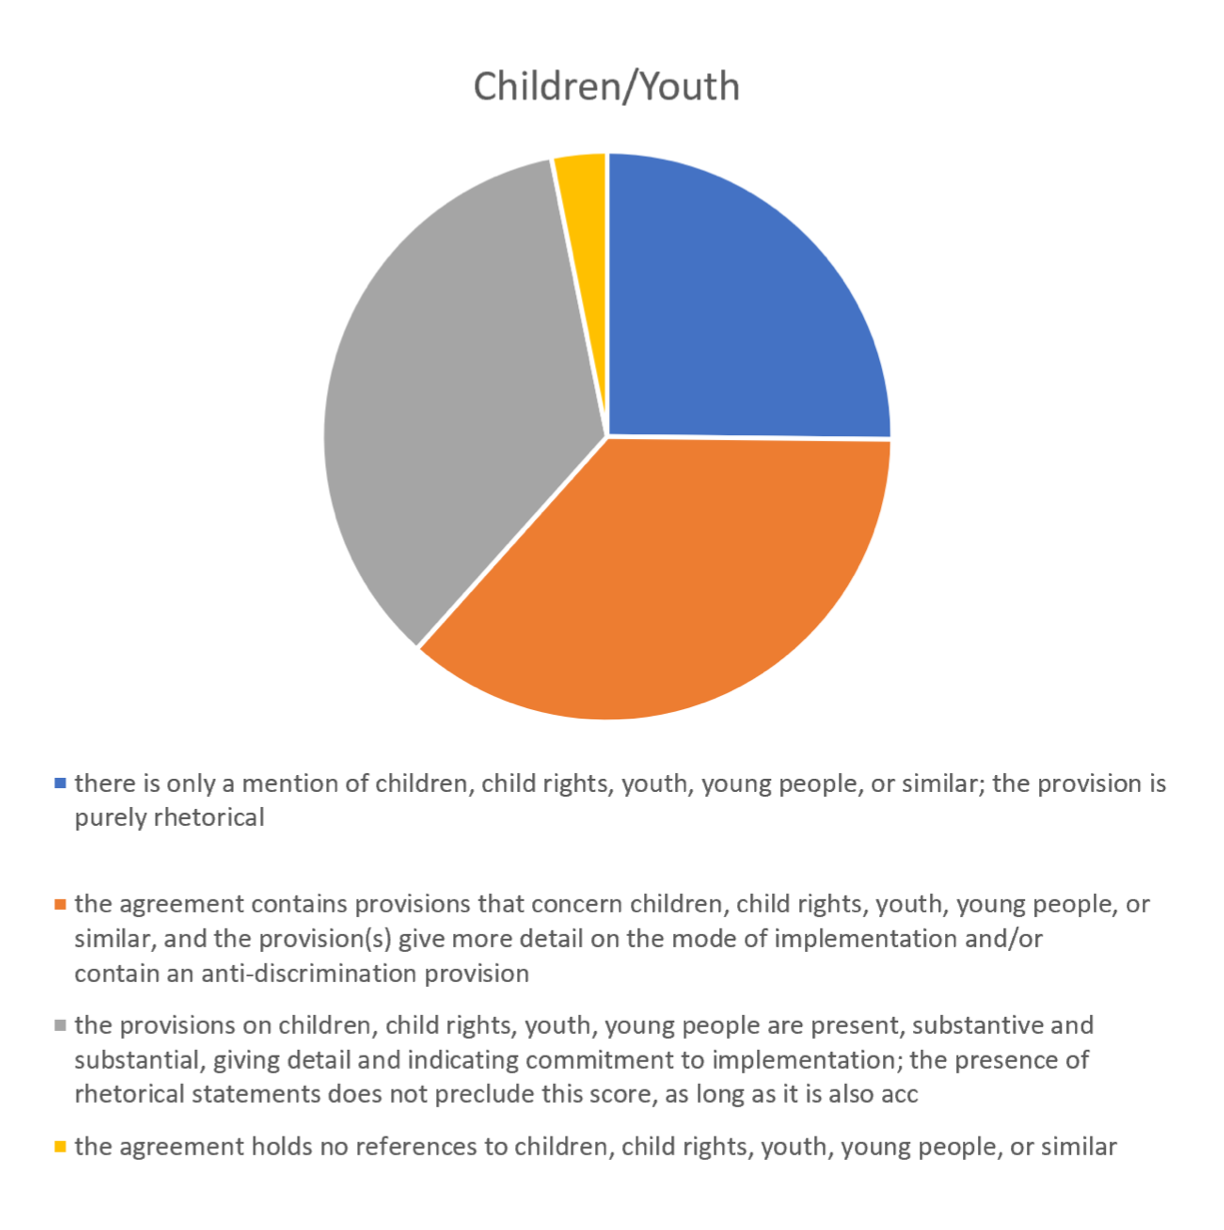 Children/Youth
there is only a mention of children, child rights, youth, young people, or similar; the provision is
purely rhetorical
the agreement contains provisions that concern children, child rights, youth, young people, or
similar, and the provision(s) give more detail on the mode of implementation and/or
contain an anti-discrimination provision
the provisions on children, child rights, youth, young people are present, substantive and
substantial, giving detail and indicating commitment to implementation; the presence of
rhetorical statements does not preclude this score, as long as it is also acc
the agreement holds no references to children, child rights, youth, young people, or similar